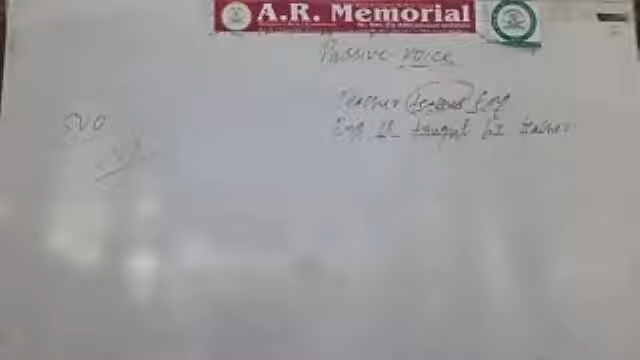 A.R. Memorial
Passive voice
Teacher teaches Eng
Eng is taught by teacher
SVO